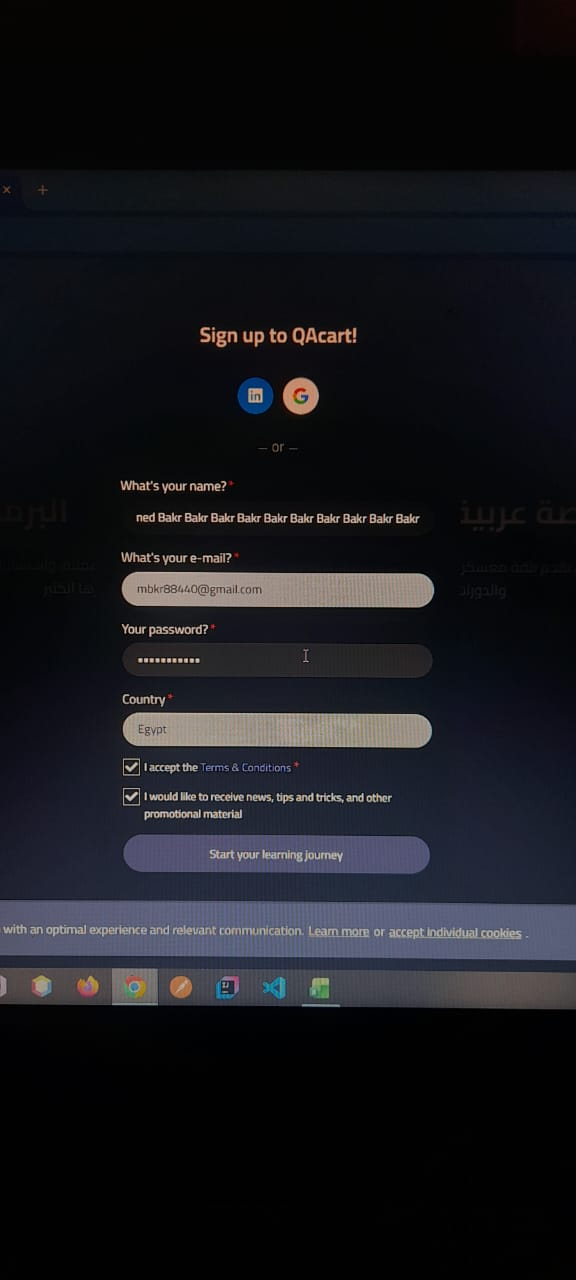 Sign up to QAcart!
in G
— or —
What's your name? *
ned Bakr Bakr Bakr Bakr Bakr Bakr Bakr Bakr Bakr Bakr
What's your e-mail? *
mbkr88440@gmail.com
Your password? *
•••••••••••
Country *
Egypt
I accept the Terms & Conditions *
I would like to receive news, tips and tricks, and other
promotional material
Start your learning journey
with an optimal experience and relevant communication. Learn more or accept individual cookies .